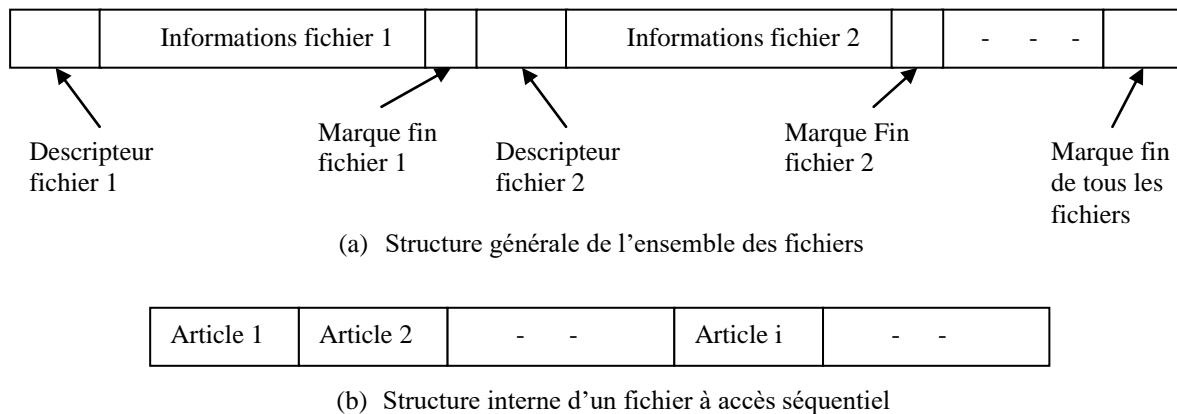 Informations fichier 1
Informations fichier 2
- - -
Descripteur
fichier 1
Marque fin
fichier 1
Descripteur
fichier 2
Marque Fin
fichier 2
Marque fin
de tous les
fichiers
(a) Structure générale de l’ensemble des fichiers
Article 1
Article 2
- -
Article i
- -
(b) Structure interne d’un fichier à accès séquentiel